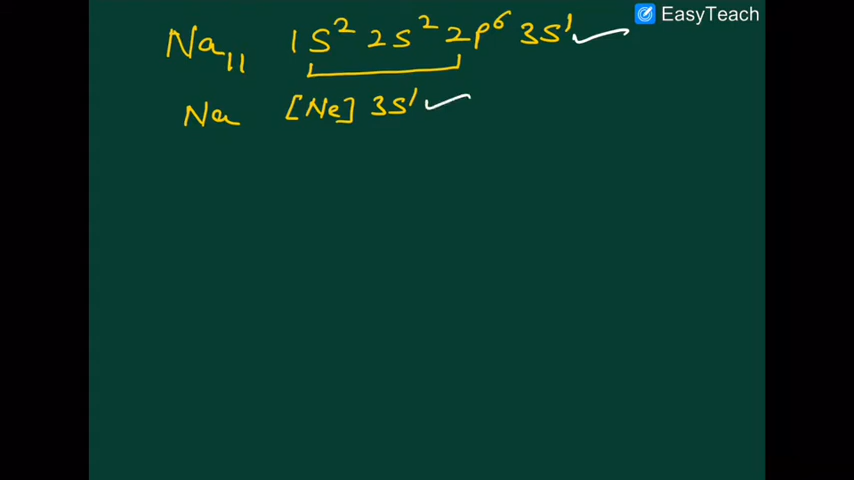 EasyTeach
Na₁₁ 1S² 2s² 2p⁶ 3s¹
Na [Ne] 3s¹